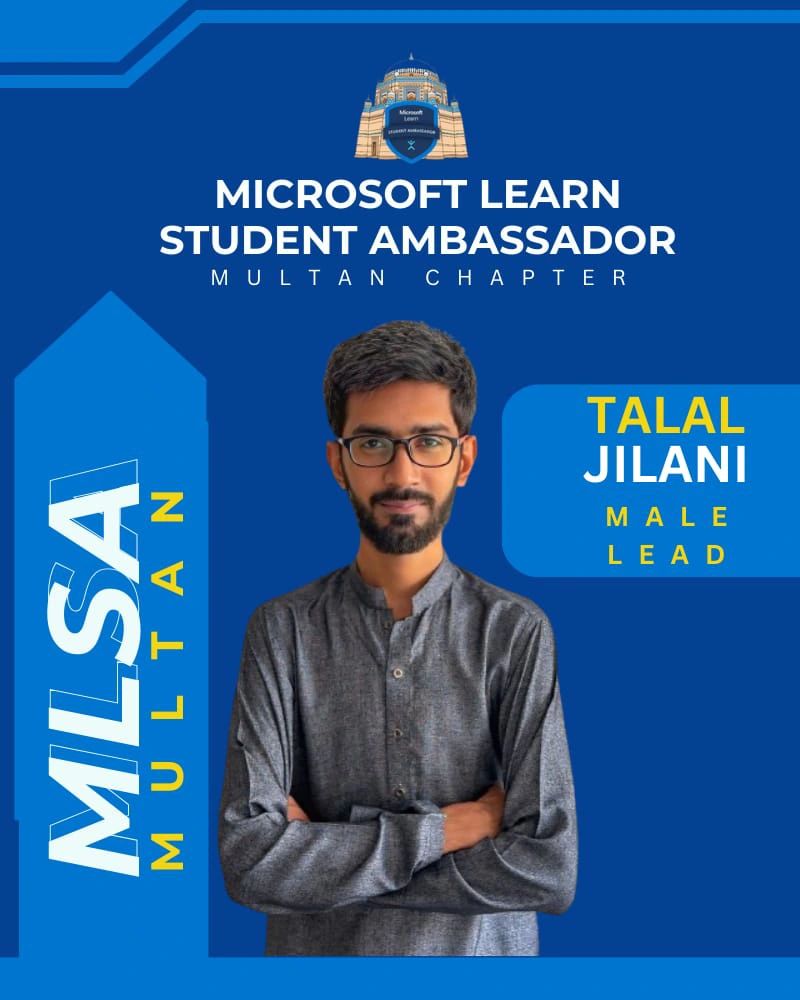 Microsoft
Learn
STUDENT AMBASSADOR
MICROSOFT LEARN
STUDENT AMBASSADOR
MULTAN CHAPTER
TALAL
JILANI
MALE
LEAD
MLSA
MULTAN